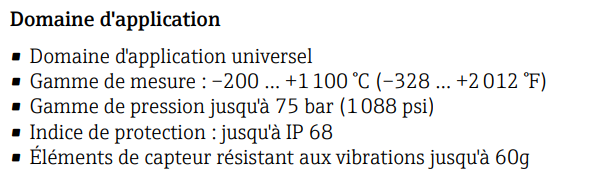 Domaine d'application
▪ Domaine d'application universel
▪ Gamme de mesure : –200 ... +1 100 °C (–328 ... +2 012 °F)
▪ Gamme de pression jusqu'à 75 bar (1 088 psi)
▪ Indice de protection : jusqu'à IP 68
▪ Éléments de capteur résistant aux vibrations jusqu'à 60g